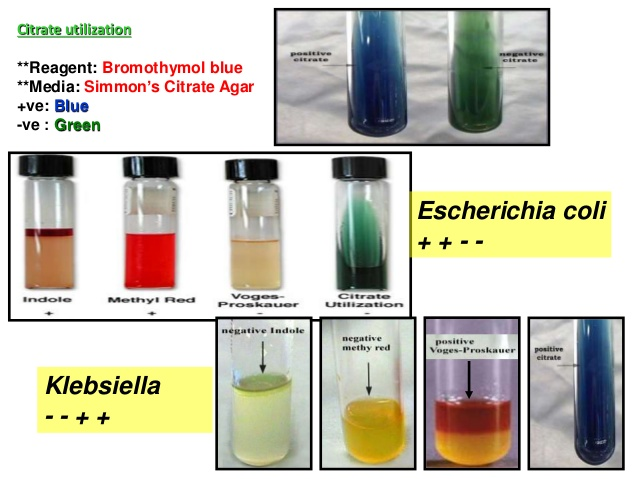 Citrate utilization
**Reagent: Bromothymol blue
**Media: Simmon's Citrate Agar
+ve: Blue
-ve : Green
positive
citrate
negative
citrate
Indole
+
Methyl Red
+
Voges-
Proskauer
-
Citrate
Utilization
-
Escherichia coli
+ + - -
Klebsiella
- - + +
negative Indole
negative
methy red
positive
Voges-Proskauer
positive
citrate